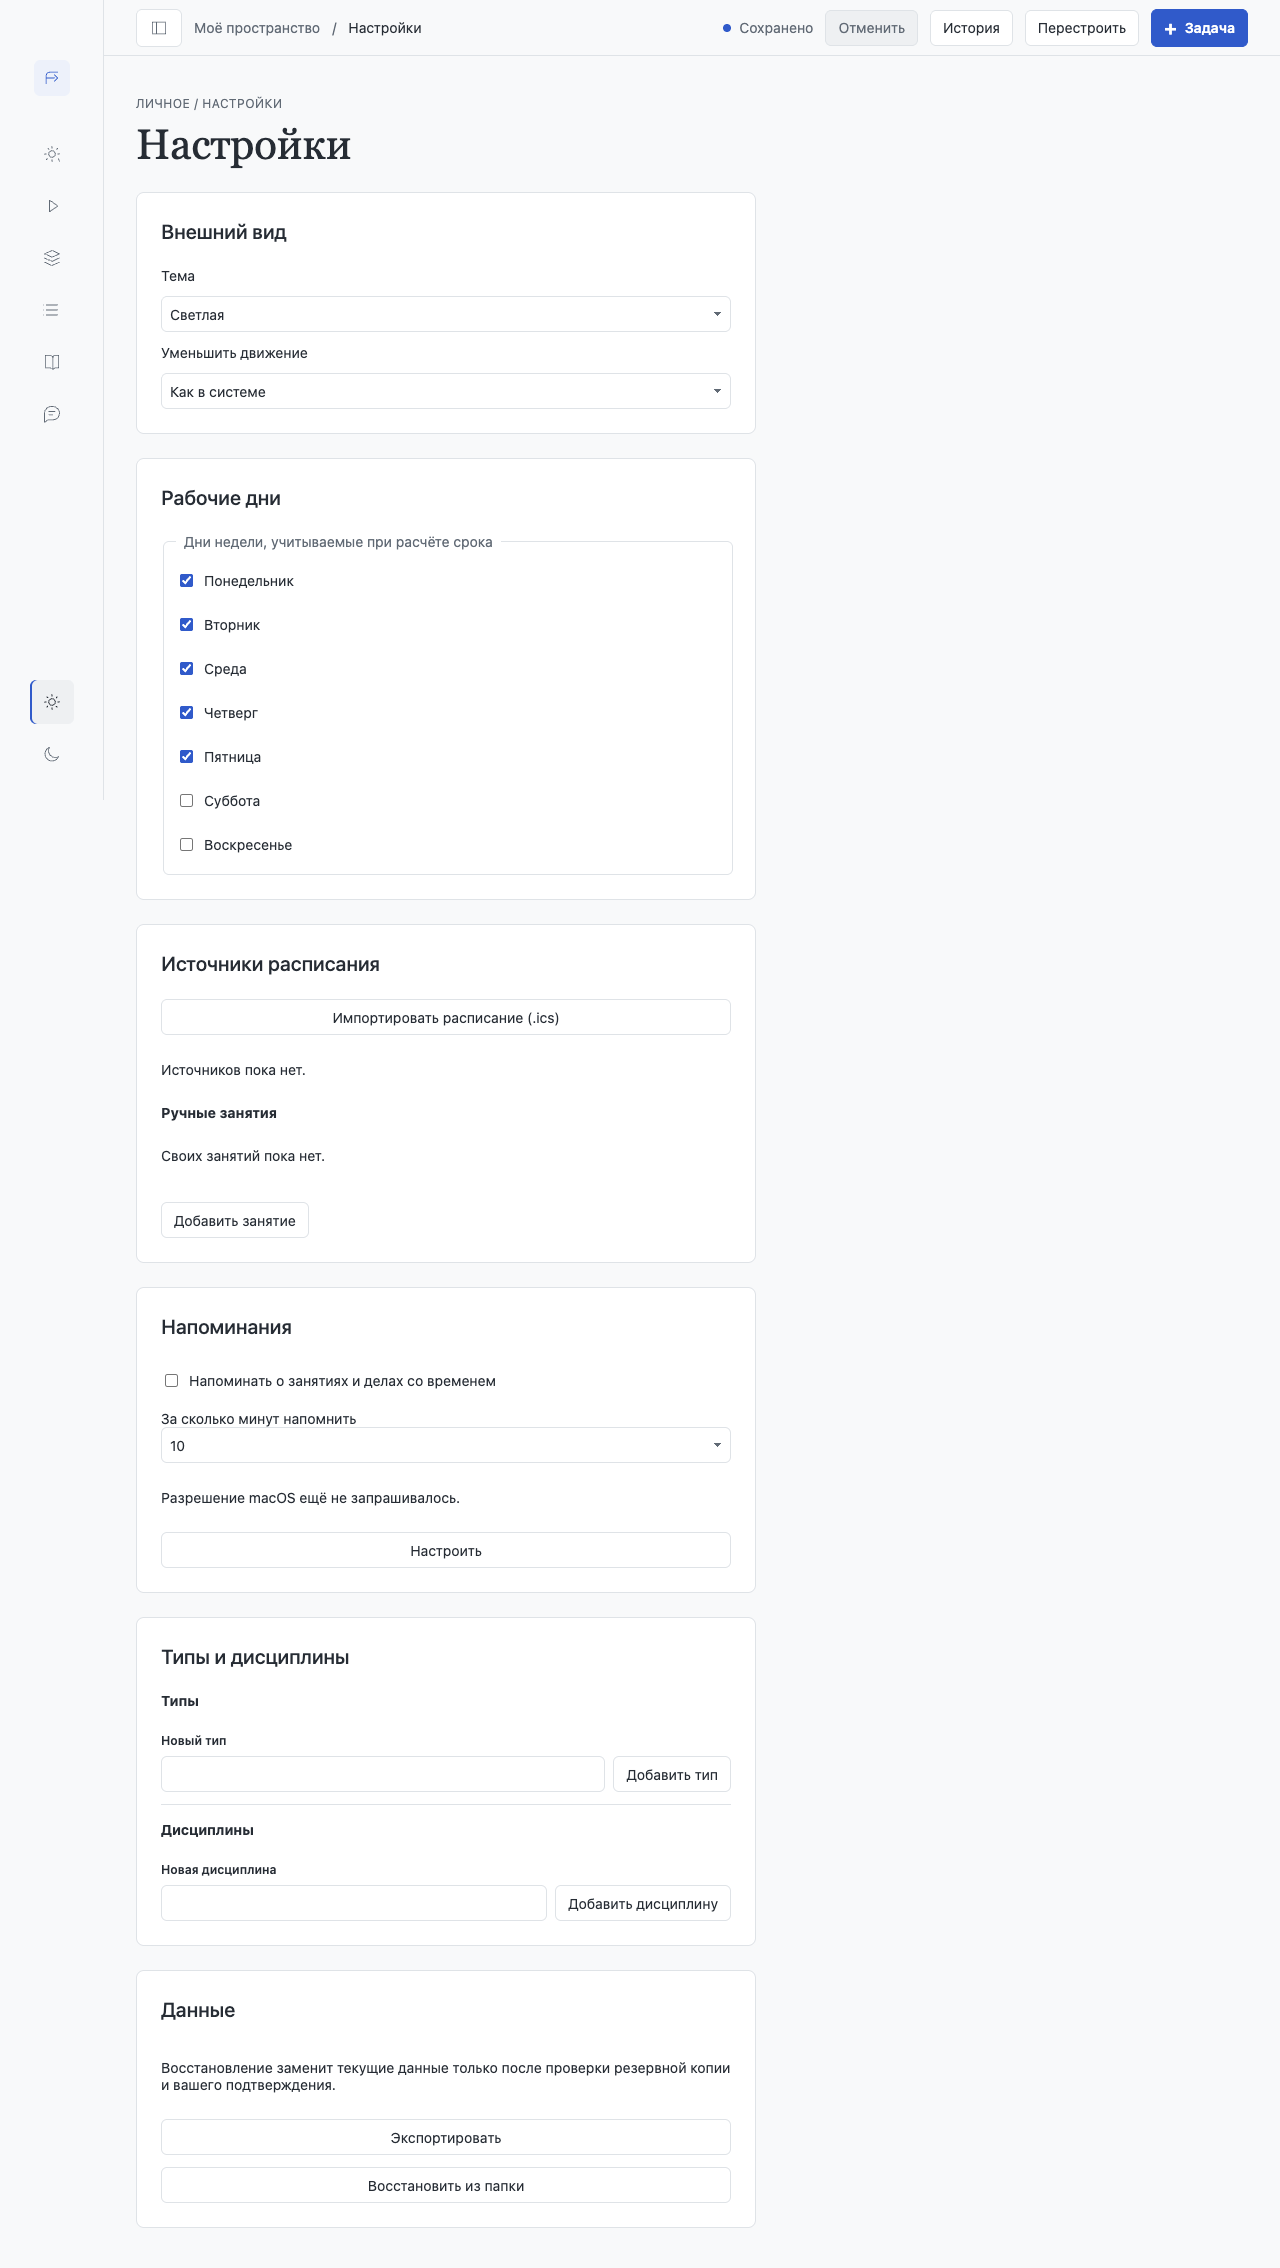 Моё пространство / Настройки
Сохранено
Отменить
История
Перестроить
+ Задача
ЛИЧНОЕ / НАСТРОЙКИ
Настройки
Внешний вид
Тема
Светлая
Уменьшить движение
Как в системе
Рабочие дни
Дни недели, учитываемые при расчёте срока
Понедельник
Вторник
Среда
Четверг
Пятница
Суббота
Воскресенье
Источники расписания
Импортировать расписание (.ics)
Источников пока нет.
Ручные занятия
Своих занятий пока нет.
Добавить занятие
Напоминания
Напоминать о занятиях и делах со временем
За сколько минут напомнить
10
Разрешение macOS ещё не запрашивалось.
Настроить
Типы и дисциплины
Типы
Новый тип
Добавить тип
Дисциплины
Новая дисциплина
Добавить дисциплину
Данные
Восстановление заменит текущие данные только после проверки резервной копии
и вашего подтверждения.
Экспортировать
Восстановить из папки